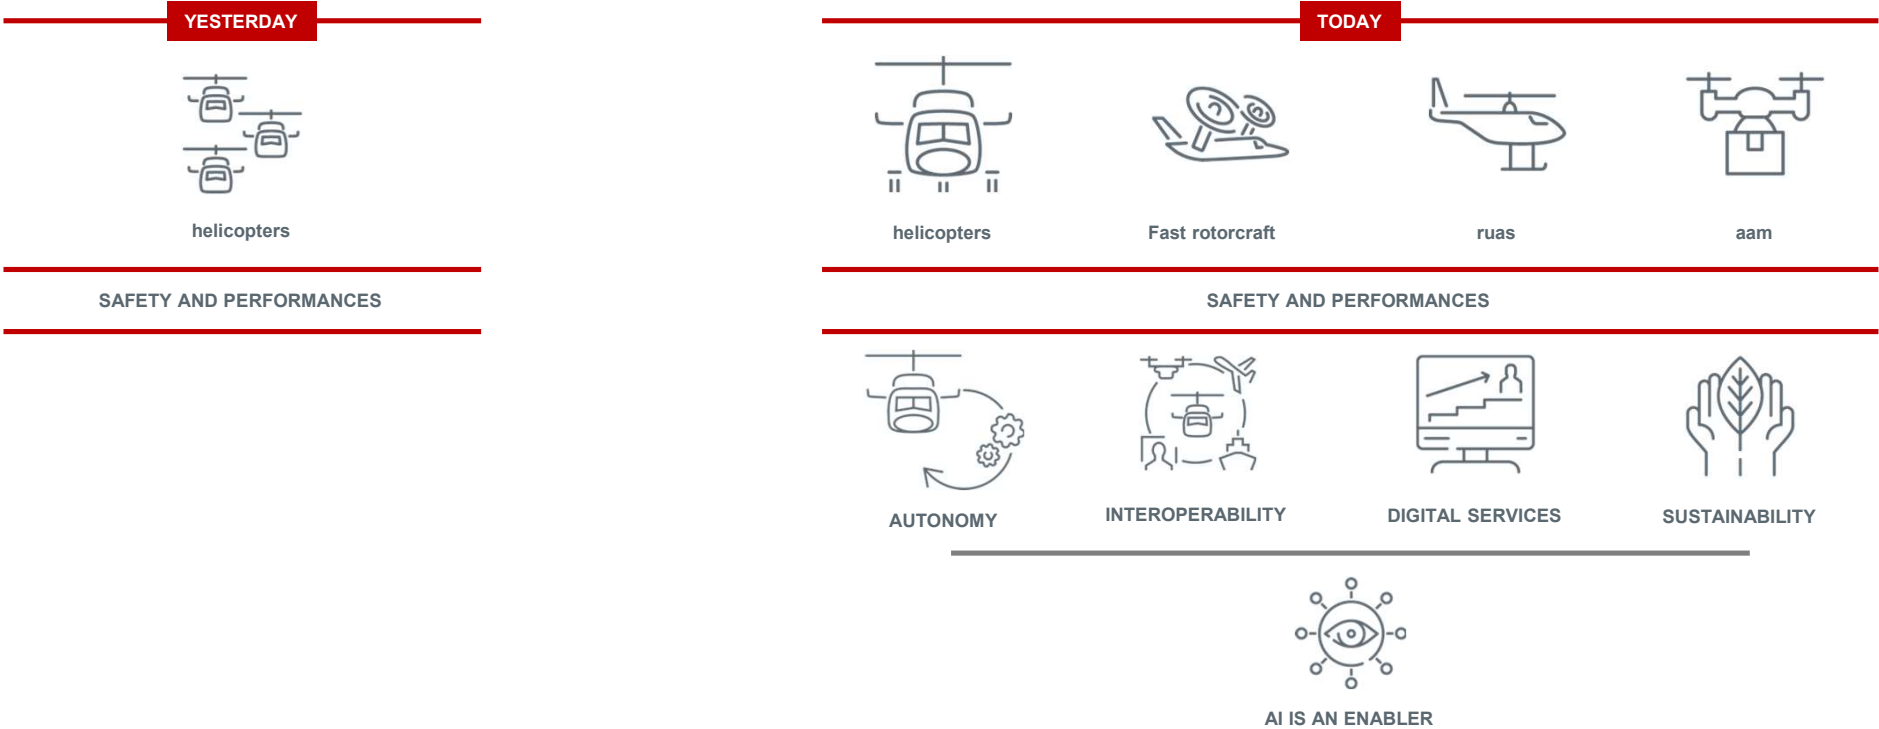 YESTERDAY
helicopters
SAFETY AND PERFORMANCES
TODAY
helicopters
Fast rotorcraft
ruas
aam
SAFETY AND PERFORMANCES
AUTONOMY
INTEROPERABILITY
DIGITAL SERVICES
SUSTAINABILITY
AI IS AN ENABLER